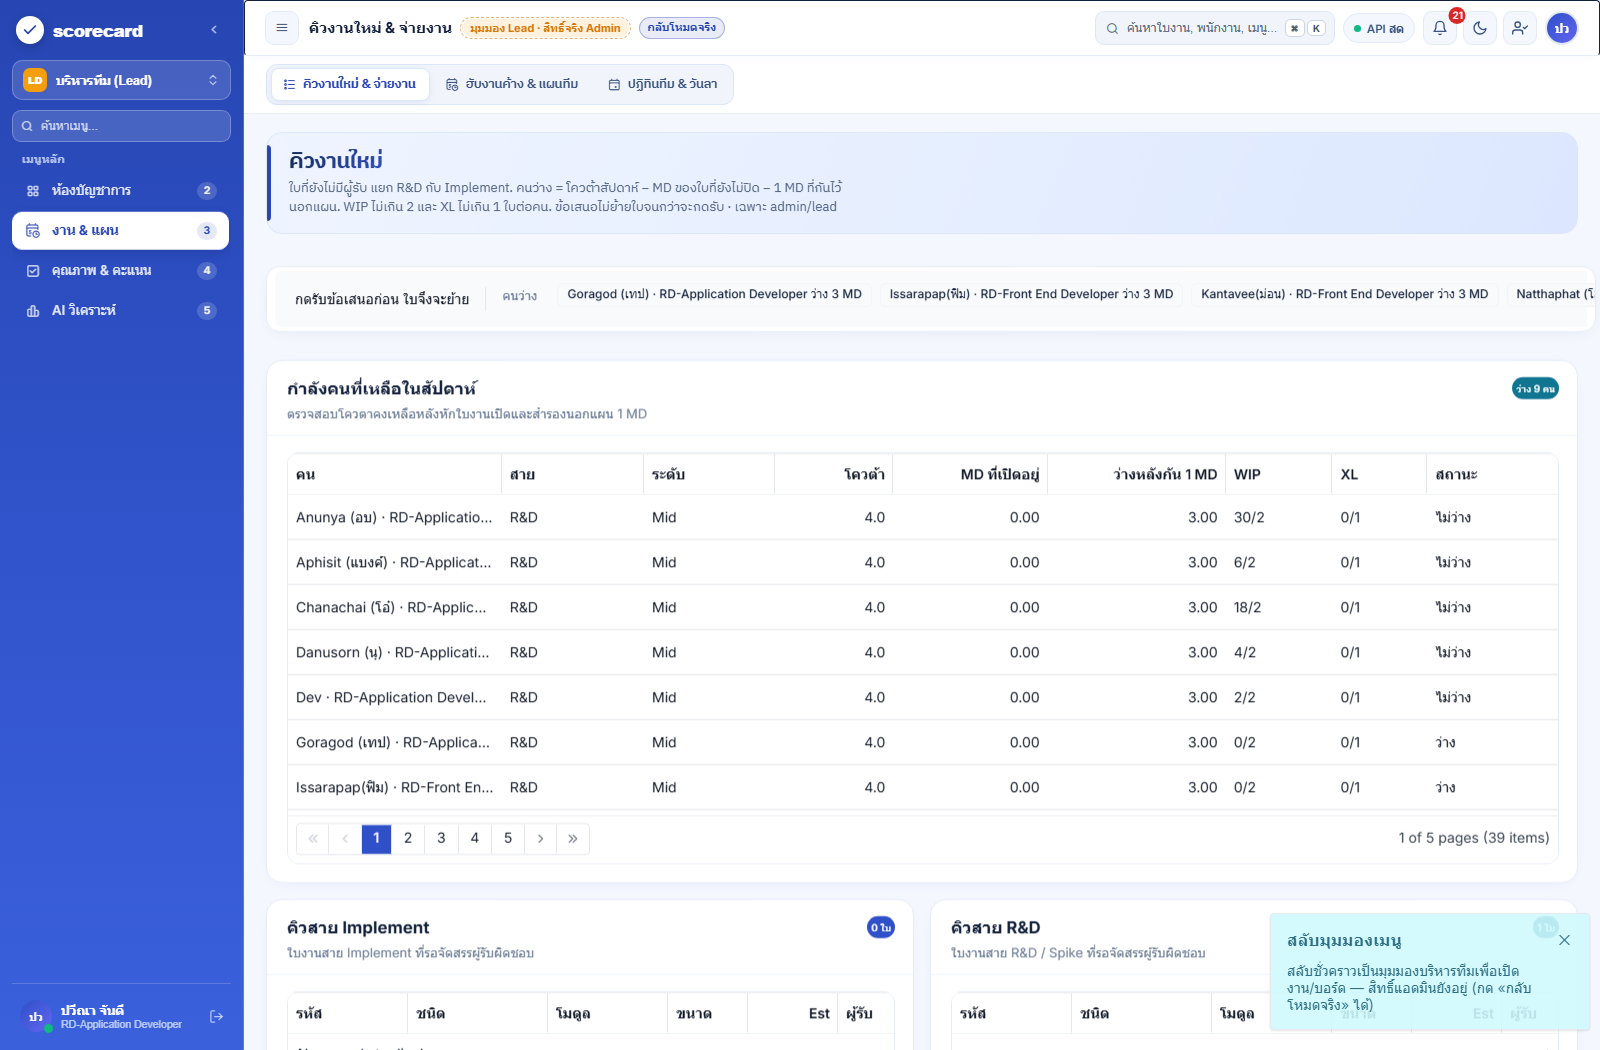 scorecard
LD บริหารทีม (Lead)
ค้นหาเมนู...
เมนูหลัก
ห้องบัญชาการ 2
งาน & แผน 3
คุณภาพ & คะแนน 4
AI วิเคราะห์ 5
ปว ปวีณา จันดี
RD-Application Developer
คิวงานใหม่ & จ่ายงาน มุมมอง Lead · สิทธิ์จริง Admin กลับโหมดจริง
ค้นหาใบงาน, พนักงาน, เมนู... ⌘ K API สด 21 ปว
คิวงานใหม่ & จ่ายงาน ฮับงานค้าง & แผนทีม ปฏิทินทีม & วันลา
คิวงานใหม่
ใบที่ยังไม่มีผู้รับ แยก R&D กับ Implement. คนว่าง = โควต้าสัปดาห์ − MD ของใบที่ยังไม่ปิด − 1 MD ที่กันไว้
นอกแผน. WIP ไม่เกิน 2 และ XL ไม่เกิน 1 ใบต่อคน. ข้อเสนอไม่ย้ายใบจนกว่าจะกดรับ · เฉพาะ admin/lead
กดรับข้อเสนอก่อน ใบจึงจะย้าย คนว่าง Goragod (เทป) · RD-Application Developer ว่าง 3 MD Issarapap(ฟิม) · RD-Front End Developer ว่าง 3 MD Kantavee(ม่อน) · RD-Front End Developer ว่าง 3 MD Natthaphat
กำลังคนที่เหลือในสัปดาห์ ว่าง 9 คน
ตรวจสอบโควตาคงเหลือหลังหักใบงานเปิดและสำรองนอกแผน 1 MD
คน สาย ระดับ โควต้า MD ที่เปิดอยู่ ว่างหลังกัน 1 MD WIP XL สถานะ
Anunya (อบ) · RD-Applicatio... R&D Mid 4.0 0.00 3.00 30/2 0/1 ไม่ว่าง
Aphisit (แบงค์) · RD-Applicat... R&D Mid 4.0 0.00 3.00 6/2 0/1 ไม่ว่าง
Chanachai (โอ๋) · RD-Applic... R&D Mid 4.0 0.00 3.00 18/2 0/1 ไม่ว่าง
Danusorn (นุ) · RD-Applicati... R&D Mid 4.0 0.00 3.00 4/2 0/1 ไม่ว่าง
Dev · RD-Application Devel... R&D Mid 4.0 0.00 3.00 2/2 0/1 ไม่ว่าง
Goragod (เทป) · RD-Applica... R&D Mid 4.0 0.00 3.00 0/2 0/1 ว่าง
Issarapap(ฟิม) · RD-Front En... R&D Mid 4.0 0.00 3.00 0/2 0/1 ว่าง
« ‹ 1 2 3 4 5 › » 1 of 5 pages (39 items)
คิวสาย Implement 0 ใบ
ใบงานสาย Implement ที่รอจัดสรรผู้รับผิดชอบ
รหัส ชนิด โมดูล ขนาด Est ผู้รับ
คิวสาย R&D 1 ใบ
ใบงานสาย R&D / Spike ที่รอจัดสรรผู้รับผิดชอบ
รหัส ชนิด โมดูล ขนาด Est ผู้รับ
สลับมุมมองเมนู
สลับชั่วคราวเป็นมุมมองบริหารทีมเพื่อเปิด
งาน/บอร์ด — สิทธิ์แอดมินยังอยู่ (กด «กลับ
โหมดจริง» ได้)